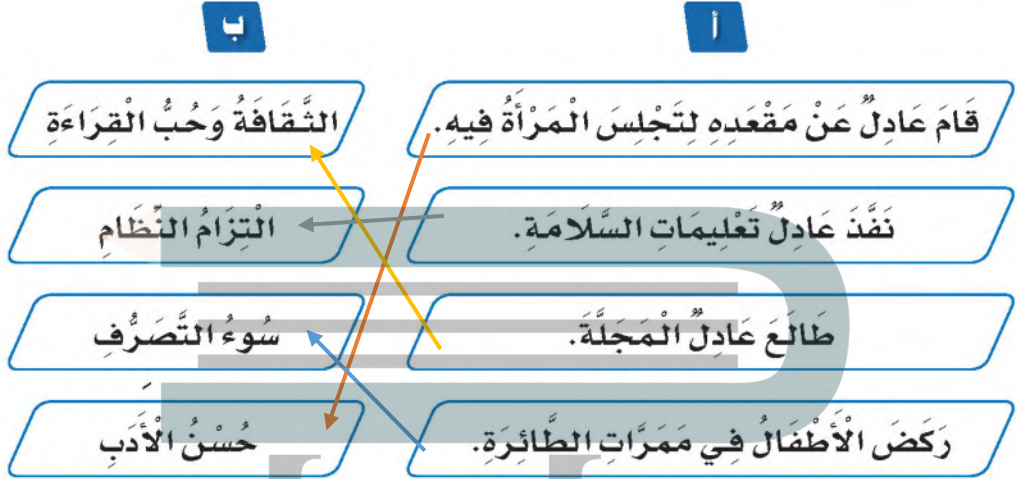 أ ب
قَامَ عَادِلٌ عَنْ مَقْعَدِهِ لِتَجْلِسَ الْمَرْأَةُ فِيهِ. الثَّقَافَةُ وَحُبُّ الْقِرَاءَةِ
نَفَّذَ عَادِلٌ تَعْلِيمَاتِ السَّلَامَةِ. الْتِزَامُ النِّظَامِ
طَالَعَ عَادِلٌ الْمَجَلَّةَ. سُوءُ التَّصَرُّفِ
رَكَضَ الْأَطْفَالُ فِي مَمَرَّاتِ الطَّائِرَةِ. حُسْنُ الْأَدَبِ